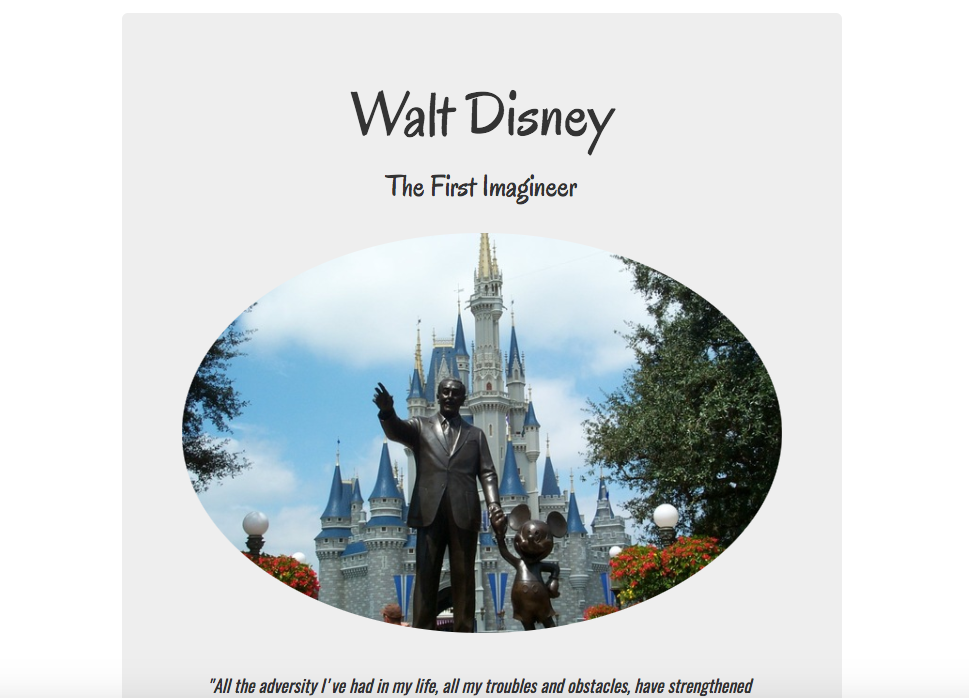 Walt Disney
The First Imagineer
"All the adversity I've had in my life, all my troubles and obstacles, have strengthened